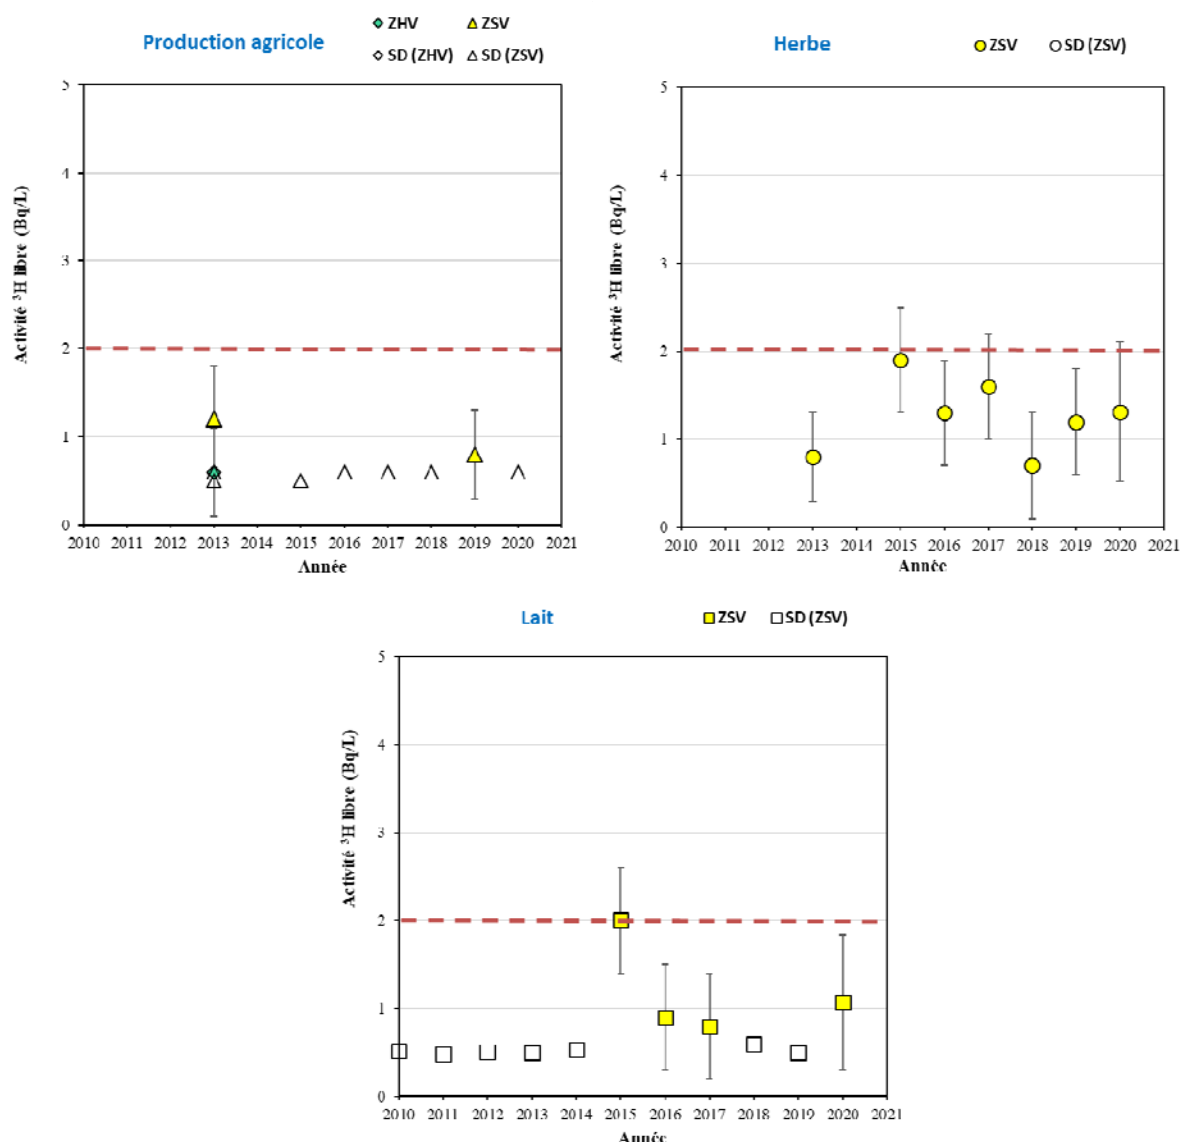 Production agricole
ZHV ZSV
SD (ZHV) SD (ZSV)
Activité ³H libre (Bq/L)
5
4
3
2
1
0
2010 2011 2012 2013 2014 2015 2016 2017 2018 2019 2020 2021
Année
Herbe
ZSV SD (ZSV)
Activité ³H libre (Bq/L)
5
4
3
2
1
0
2010 2011 2012 2013 2014 2015 2016 2017 2018 2019 2020 2021
Année
Lait
ZSV SD (ZSV)
Activité ³H libre (Bq/L)
5
4
3
2
1
0
2010 2011 2012 2013 2014 2015 2016 2017 2018 2019 2020 2021
Année